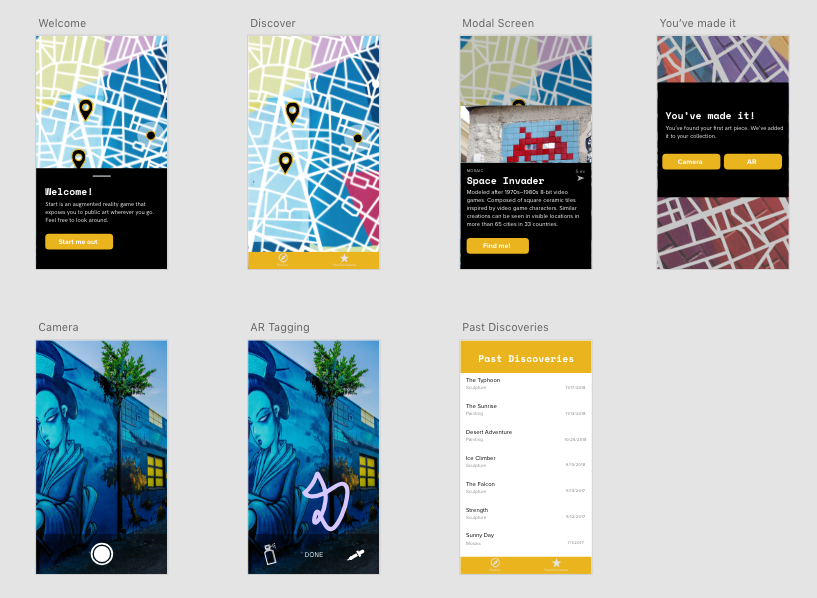 Welcome
Discover
Modal Screen
You've made it
Welcome!
Start is an augmented reality game that
exposes you to public art wherever you go.
Feel free to look around.
Start me out
MOSAIC
5 mi
Space Invader
Modeled after 1970s–1980s 8-bit video
games. Composed of square ceramic tiles
inspired by video game characters. Similar
creations can be seen in visible locations in
more than 65 cities in 33 countries.
Find me!
You've made it!
You've found your first art piece. We've added
it to your collection.
Camera
AR
Camera
AR Tagging
Past Discoveries
DONE
Past Discoveries
The Typhoon
Sculpture
The Sunrise
Painting
Desert Adventure
Painting
Ice Climber
Sculpture
The Falcon
Sculpture
Strength
Sculpture
Sunny Day
Mosaic